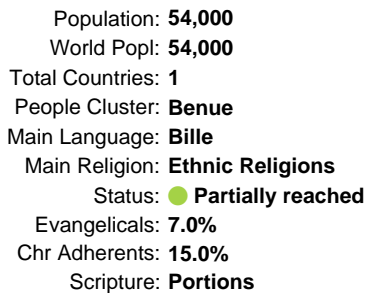 Population: 54,000
World Popl: 54,000
Total Countries: 1
People Cluster: Benue
Main Language: Bille
Main Religion: Ethnic Religions
Status: Partially reached
Evangelicals: 7.0%
Chr Adherents: 15.0%
Scripture: Portions